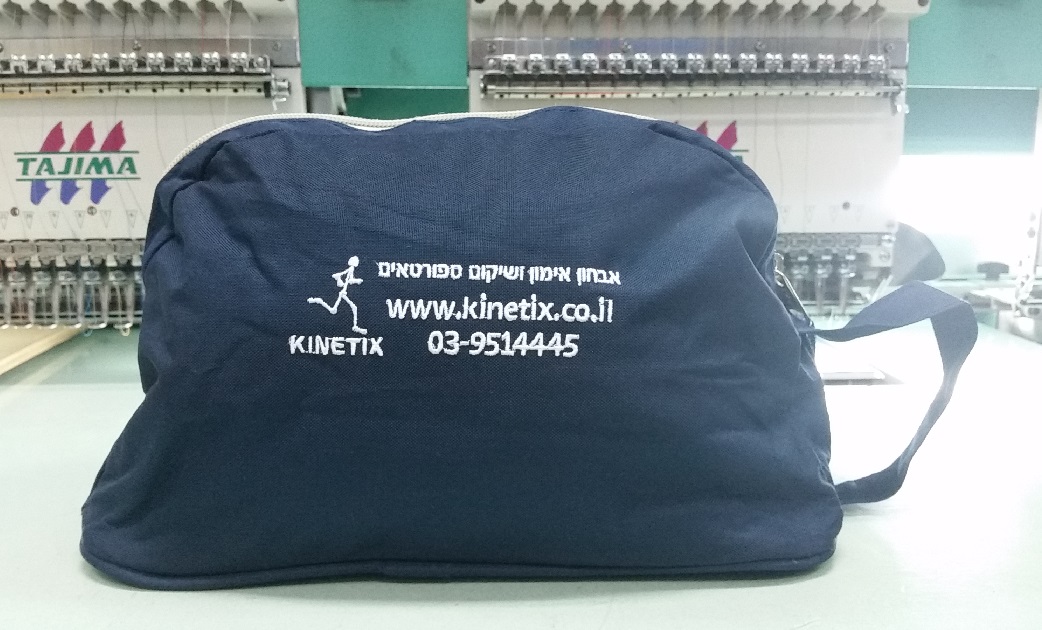 TAJIMA
אבחון אימון ושיקום ספורטאים
www.kinetix.co.il
KINETIX
03-9514445